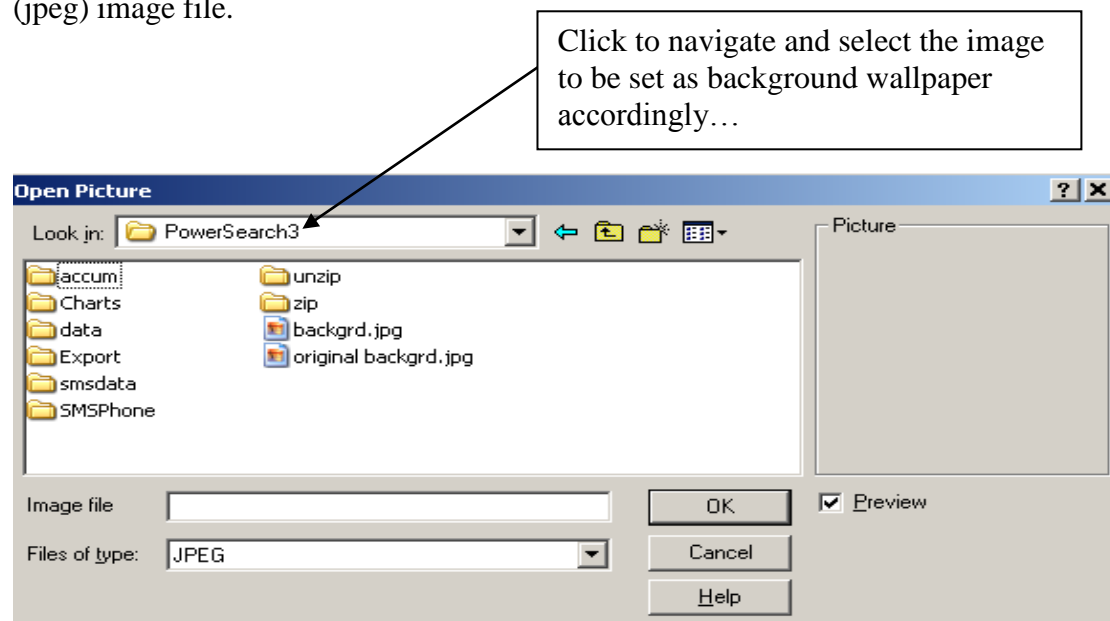 (jpeg) image file.
Click to navigate and select the image
to be set as background wallpaper
accordingly…
Open Picture
Look in: PowerSearch3
Picture
accum
Charts
data
Export
smsdata
SMSPhone
unzip
zip
backgrd.jpg
original backgrd.jpg
Image file
OK
Preview
Files of type: JPEG
Cancel
Help